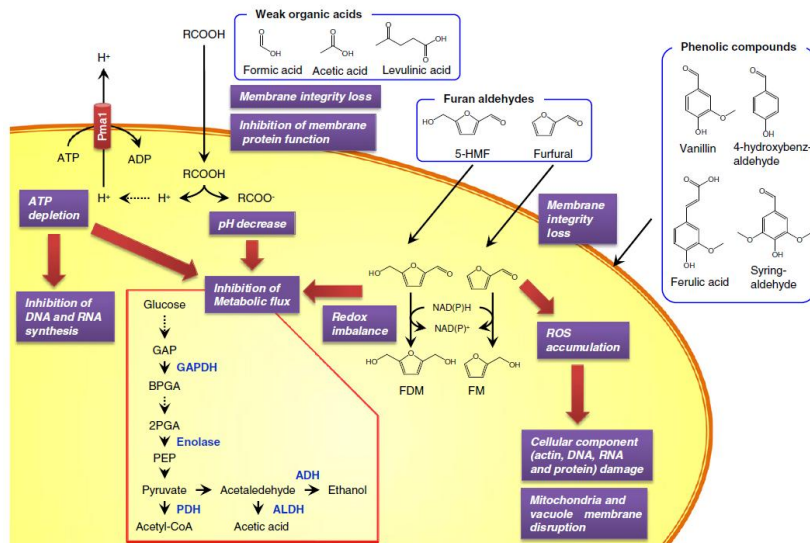 Weak organic acids
RCOOH
O
OH
Formic acid
O
OH
Acetic acid
O
OH
O
Levulinic acid
Phenolic compounds
O
O
OH
Vanillin
O
OH
4-hydroxybenz-
aldehyde
O
OH
O
OH
Ferulic acid
O
O
O
OH
Syring-
aldehyde
H+
Pma1
ATP
ADP
Membrane integrity loss
Inhibition of membrane
protein function
Furan aldehydes
HO
O
O
5-HMF
O
O
Furfural
RCOOH
H+
H+
RCOO-
ATP
depletion
pH decrease
Membrane
integrity
loss
Inhibition of
DNA and RNA
synthesis
Inhibition of
Metabolic flux
Redox
imbalance
HO
O
O
O
O
NAD(P)H
NAD(P)+
HO
O
OH
FDM
O
OH
FM
ROS
accumulation
Cellular component
(actin, DNA, RNA
and protein) damage
Mitochondria and
vacuole membrane
disruption
Glucose
GAP
GAPDH
BPGA
2PGA
Enolase
PEP
Pyruvate
Acetaledehyde
ADH
Ethanol
PDH
ALDH
Acetyl-CoA
Acetic acid